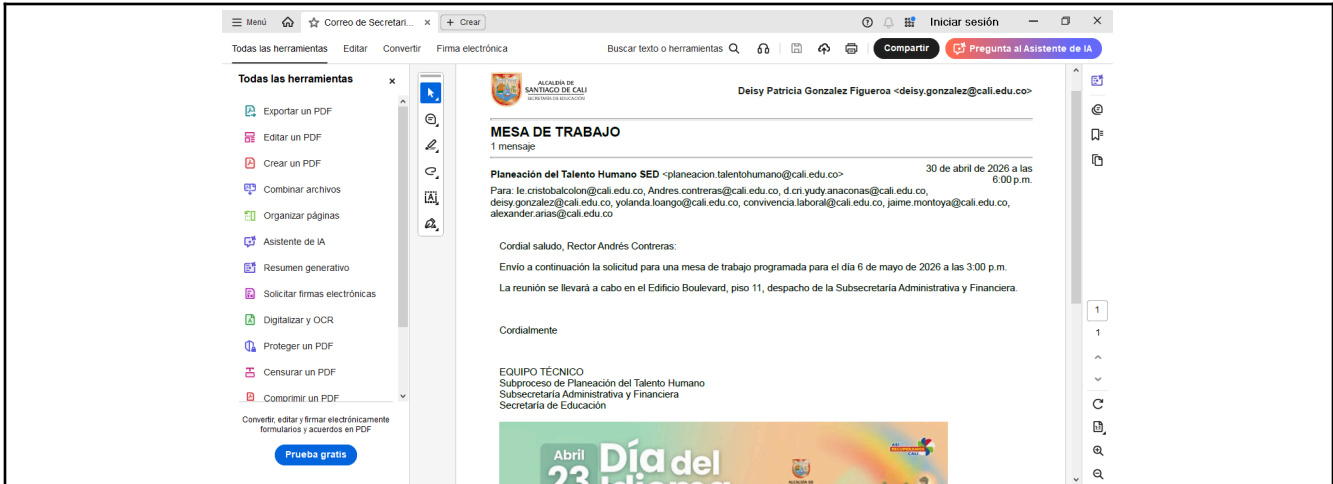 Menú
Correo de Secretari...
Crear
Iniciar sesión
Todas las herramientas Editar Convertir Firma electrónica
Buscar texto o herramientas
Compartir
Pregunta al Asistente de IA
Todas las herramientas
Exportar un PDF
Editar un PDF
Crear un PDF
Combinar archivos
Organizar páginas
Asistente de IA
Resumen generativo
Solicitar firmas electrónicas
Digitalizar y OCR
Proteger un PDF
Censurar un PDF
Comprimir un PDF
Convertir, editar y firmar electrónicamente
formularios y acuerdos en PDF
Prueba gratis
ALCALDÍA DE
SANTIAGO DE CALI
SECRETARÍA DE EDUCACIÓN
Deisy Patricia Gonzalez Figueroa <deisy.gonzalez@cali.edu.co>
MESA DE TRABAJO
1 mensaje
Planeación del Talento Humano SED <planeacion.talentohumano@cali.edu.co>
30 de abril de 2026 a las
6:00 p.m.
Para: Ie.cristobalcolon@cali.edu.co, Andres.contreras@cali.edu.co, d.cri.yudy.anaconas@cali.edu.co,
deisy.gonzalez@cali.edu.co, yolanda.loango@cali.edu.co, convivencia.laboral@cali.edu.co, jaime.montoya@cali.edu.co,
alexander.arias@cali.edu.co
Cordial saludo, Rector Andrés Contreras:
Envío a continuación la solicitud para una mesa de trabajo programada para el día 6 de mayo de 2026 a las 3:00 p.m.
La reunión se llevará a cabo en el Edificio Boulevard, piso 11, despacho de la Subsecretaría Administrativa y Financiera.
Cordialmente
EQUIPO TÉCNICO
Subproceso de Planeación del Talento Humano
Subsecretaría Administrativa y Financiera
Secretaría de Educación
Abril
23
Día del
Idioma
ALCALDÍA DE
1
1